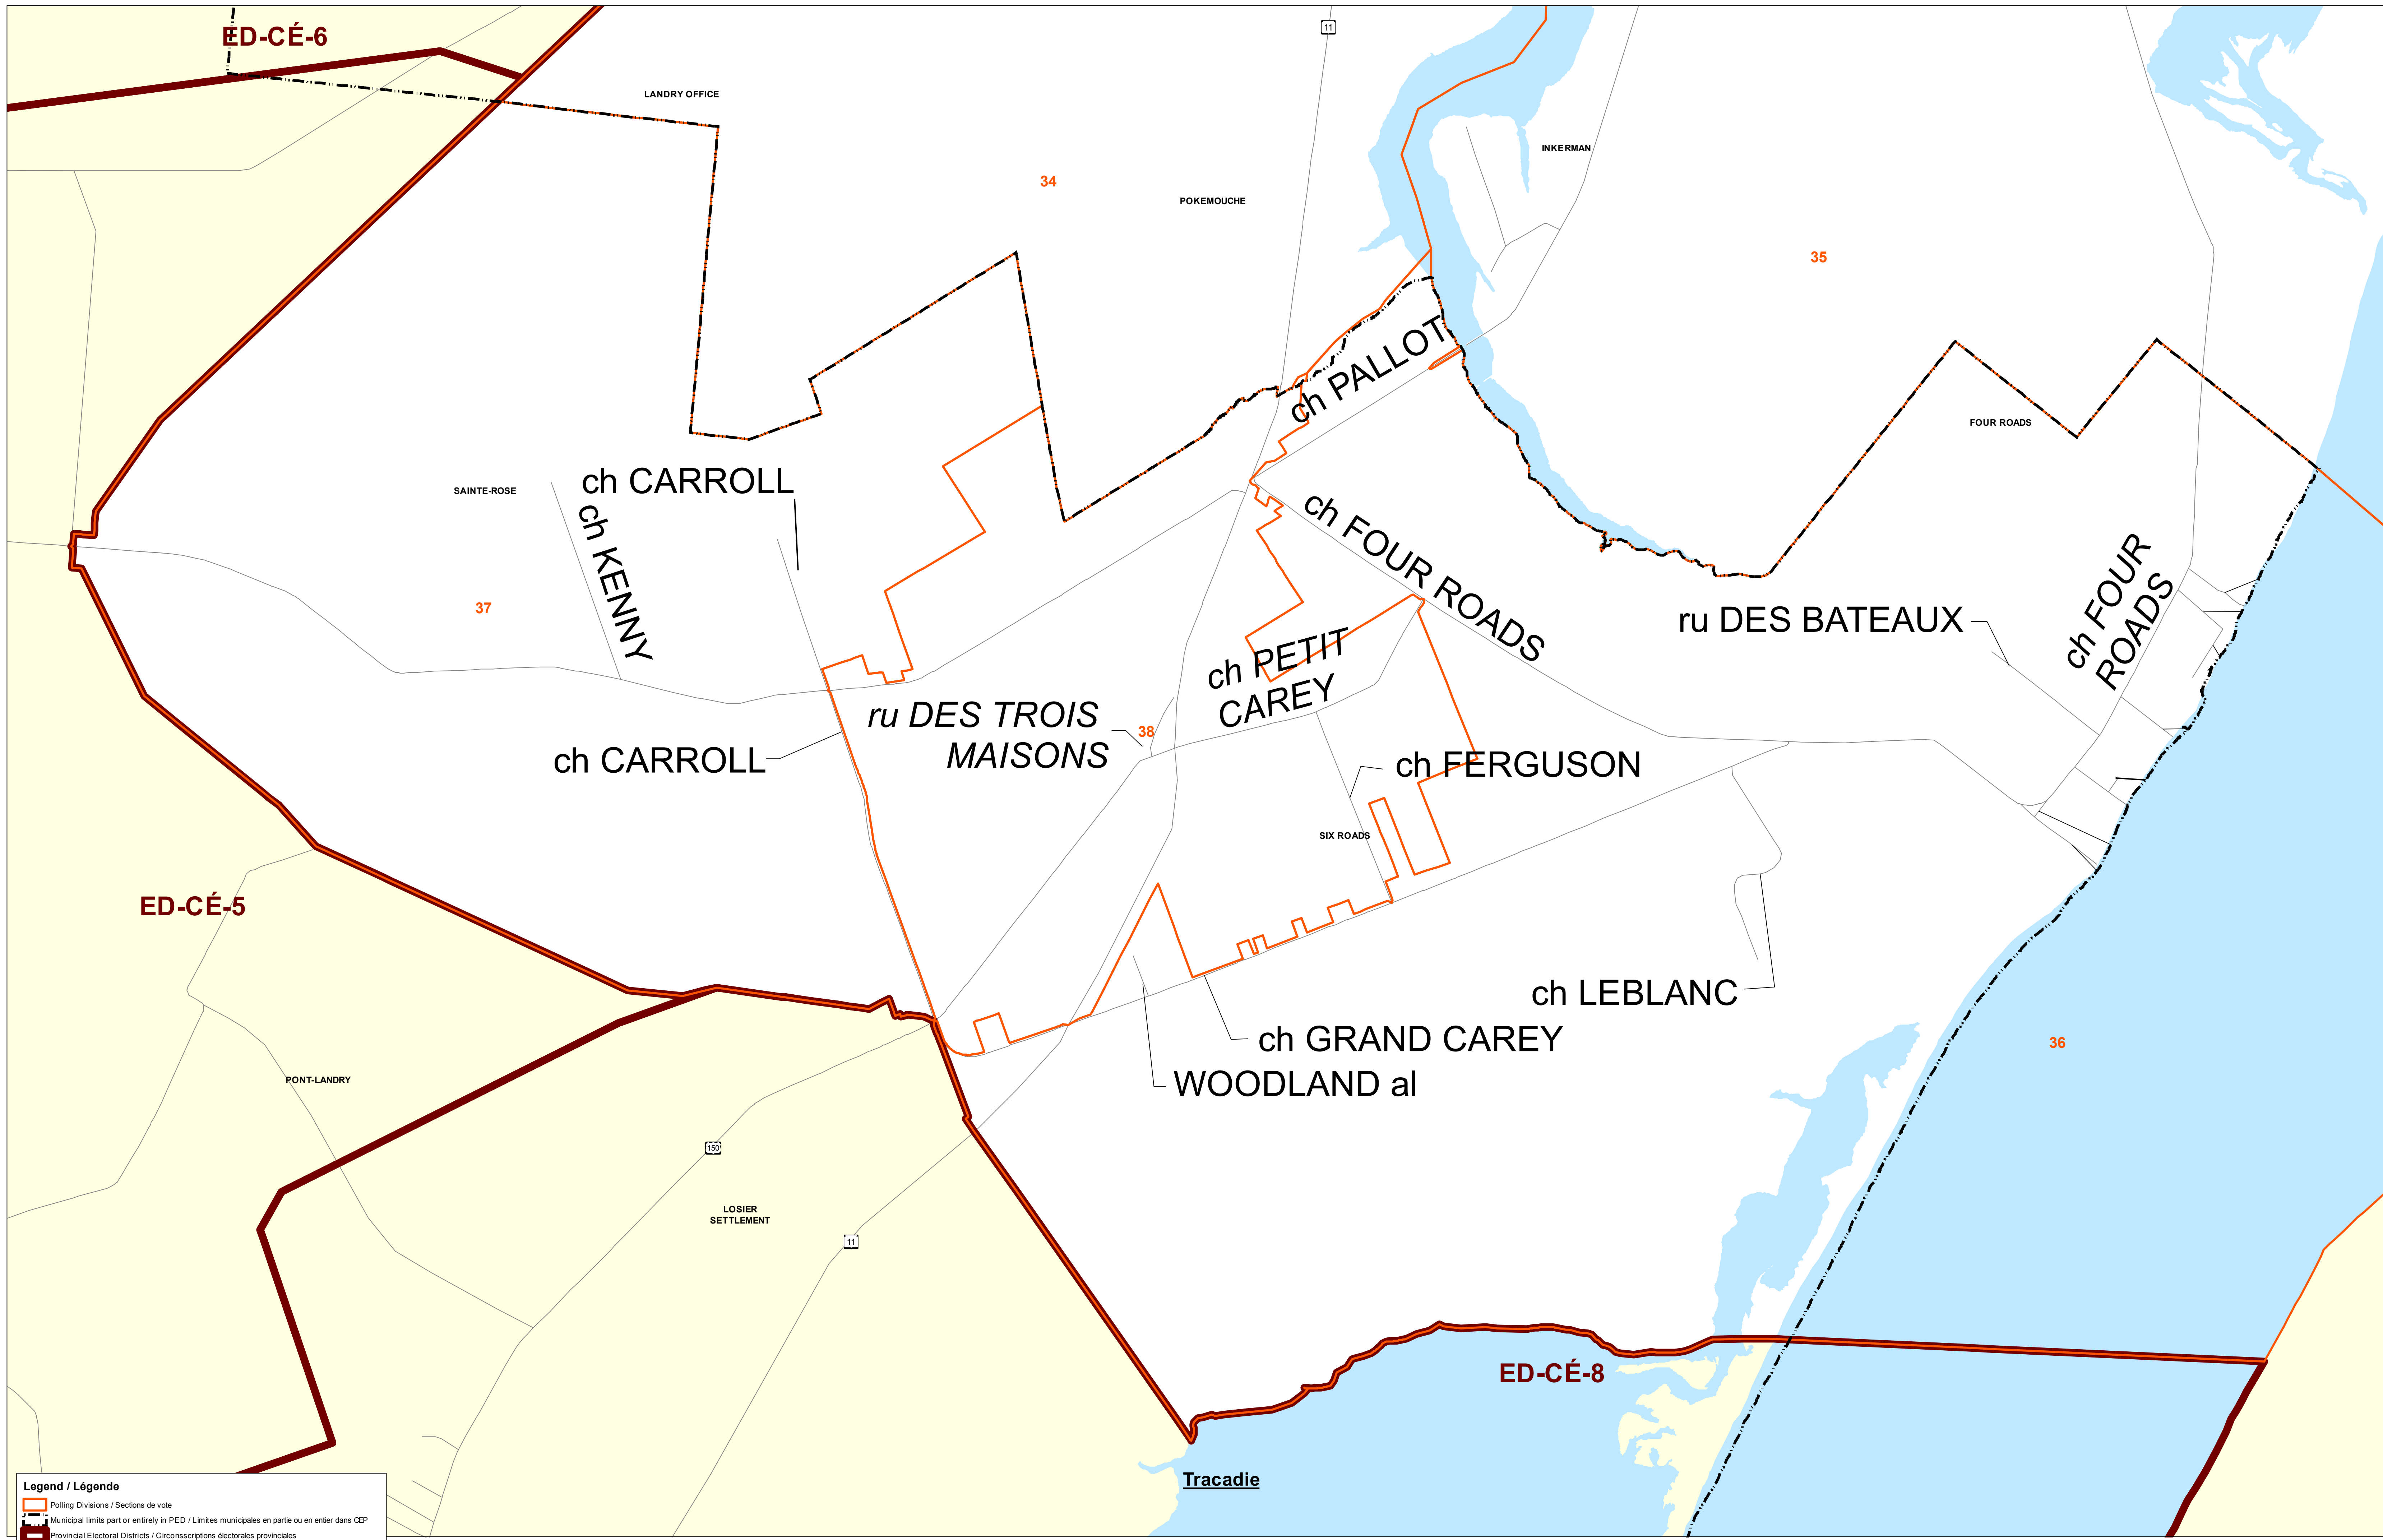 ED-CÉ-6
11
LANDRY OFFICE
INKERMAN
34
POKEMOUCHE
35
ch PALLOT
FOUR ROADS
ch CARROLL
SAINTE-ROSE
ch KENNY
ch FOUR ROADS
ch FOUR
ROADS
37
ru DES BATEAUX
ch PETIT
CAREY
ru DES TROIS
MAISONS
38
ch CARROLL
ch FERGUSON
SIX ROADS
ED-CÉ-5
ch LEBLANC
ch GRAND CAREY
36
WOODLAND al
PONT-LANDRY
150
LOSIER
SETTLEMENT
11
ED-CÉ-8
Tracadie
Legend / Légende
Polling Divisions / Sections de vote
Municipal limits part or entirely in PED / Limites municipales en partie ou en entier dans CEP
Provincial Electoral Districts / Circonsscriptions électorales provinciales